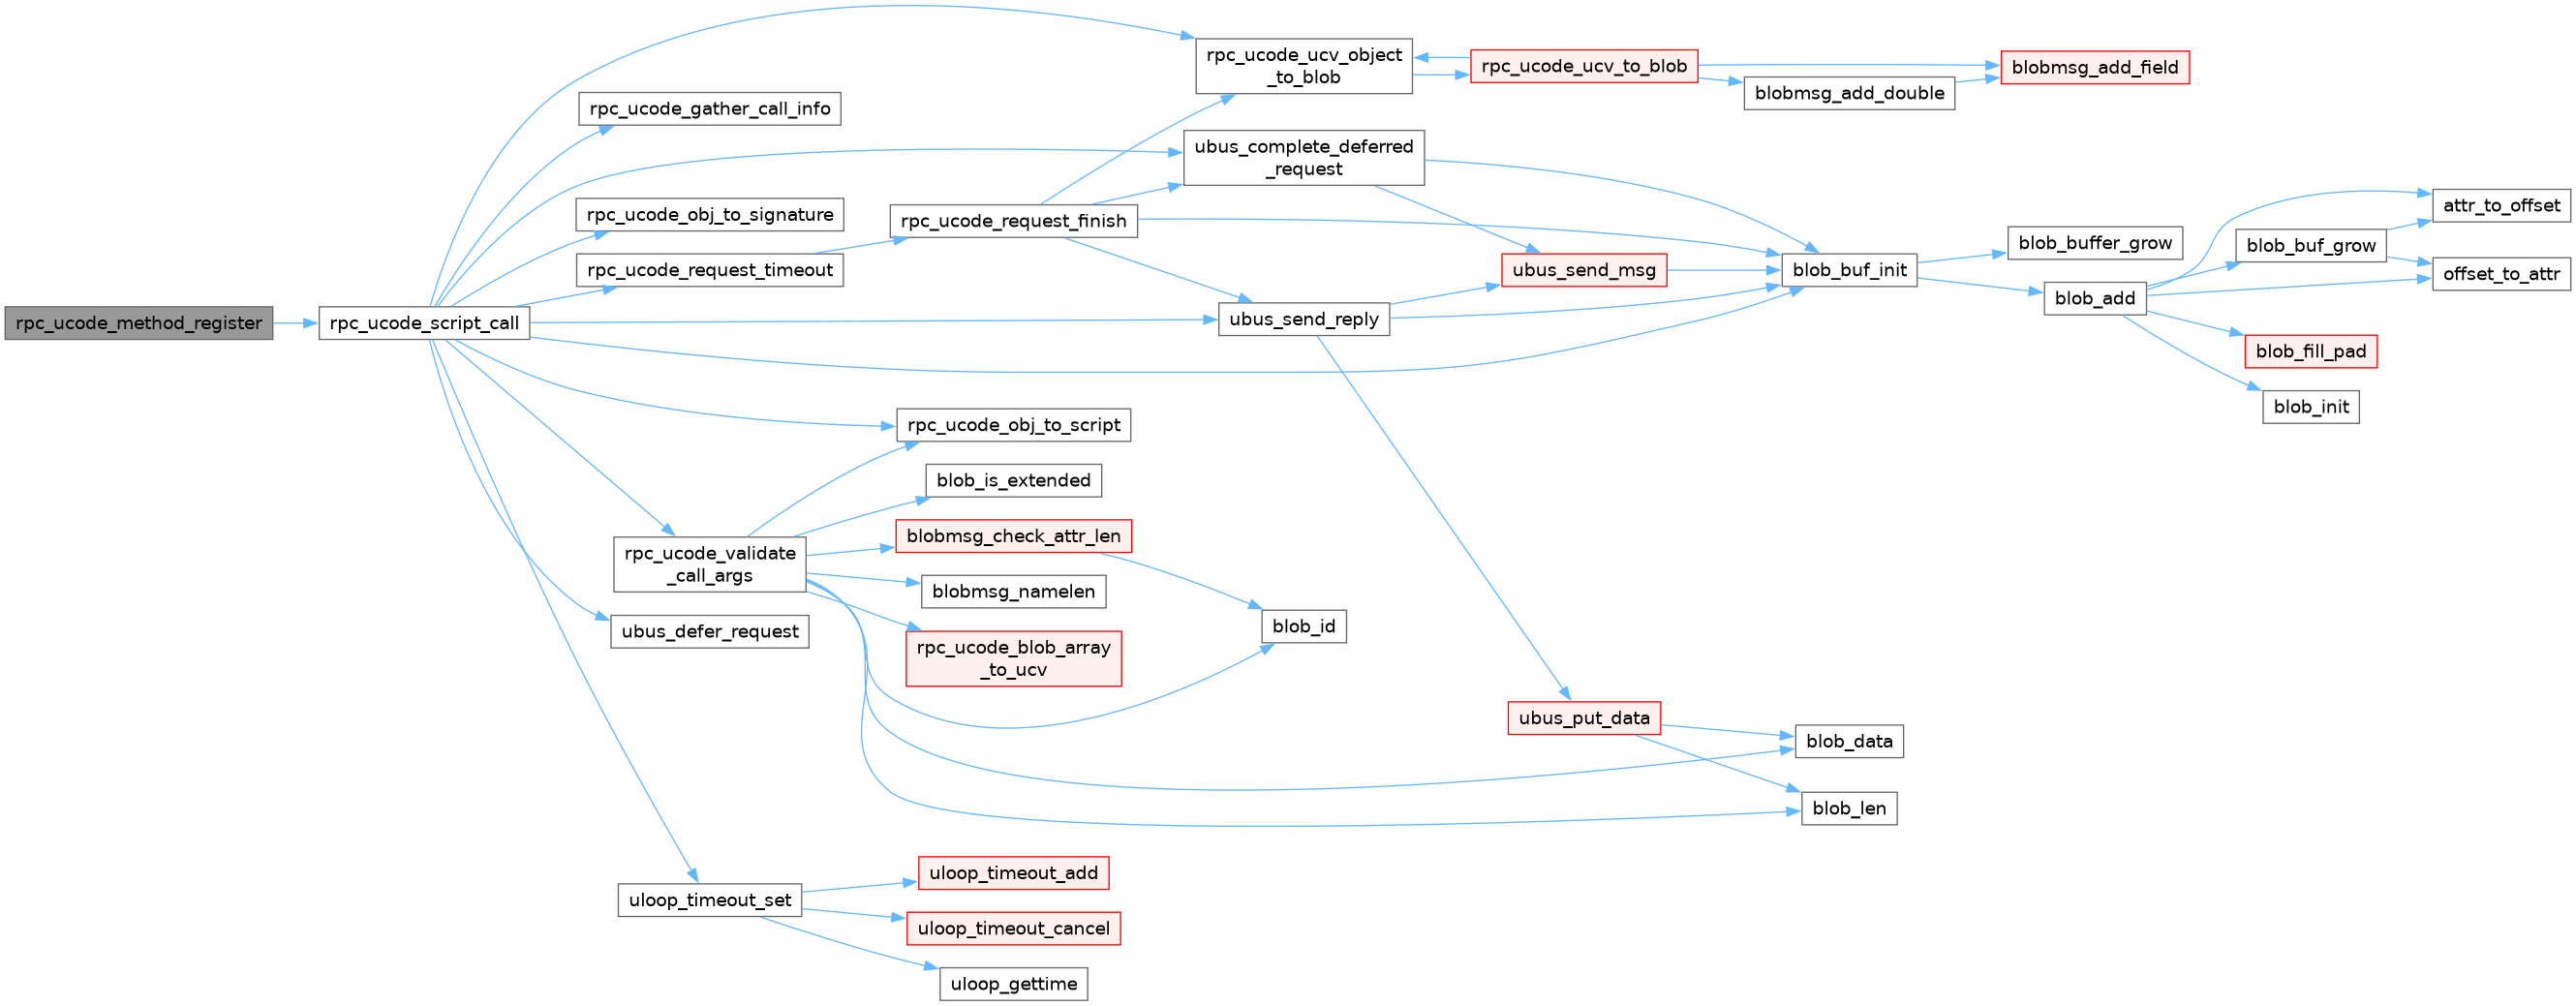 rpc_ucode_method_register
rpc_ucode_script_call
rpc_ucode_gather_call_info
rpc_ucode_obj_to_signature
rpc_ucode_request_timeout
rpc_ucode_request_finish
rpc_ucode_ucv_object
_to_blob
rpc_ucode_ucv_to_blob
blobmsg_add_double
blobmsg_add_field
ubus_complete_deferred
_request
ubus_send_msg
ubus_send_reply
blob_buf_init
blob_buffer_grow
blob_add
blob_buf_grow
attr_to_offset
offset_to_attr
blob_fill_pad
blob_init
rpc_ucode_obj_to_script
blob_is_extended
rpc_ucode_validate
_call_args
blobmsg_check_attr_len
blobmsg_namelen
rpc_ucode_blob_array
_to_ucv
blob_id
ubus_defer_request
ubus_put_data
blob_data
blob_len
uloop_timeout_set
uloop_timeout_add
uloop_timeout_cancel
uloop_gettime